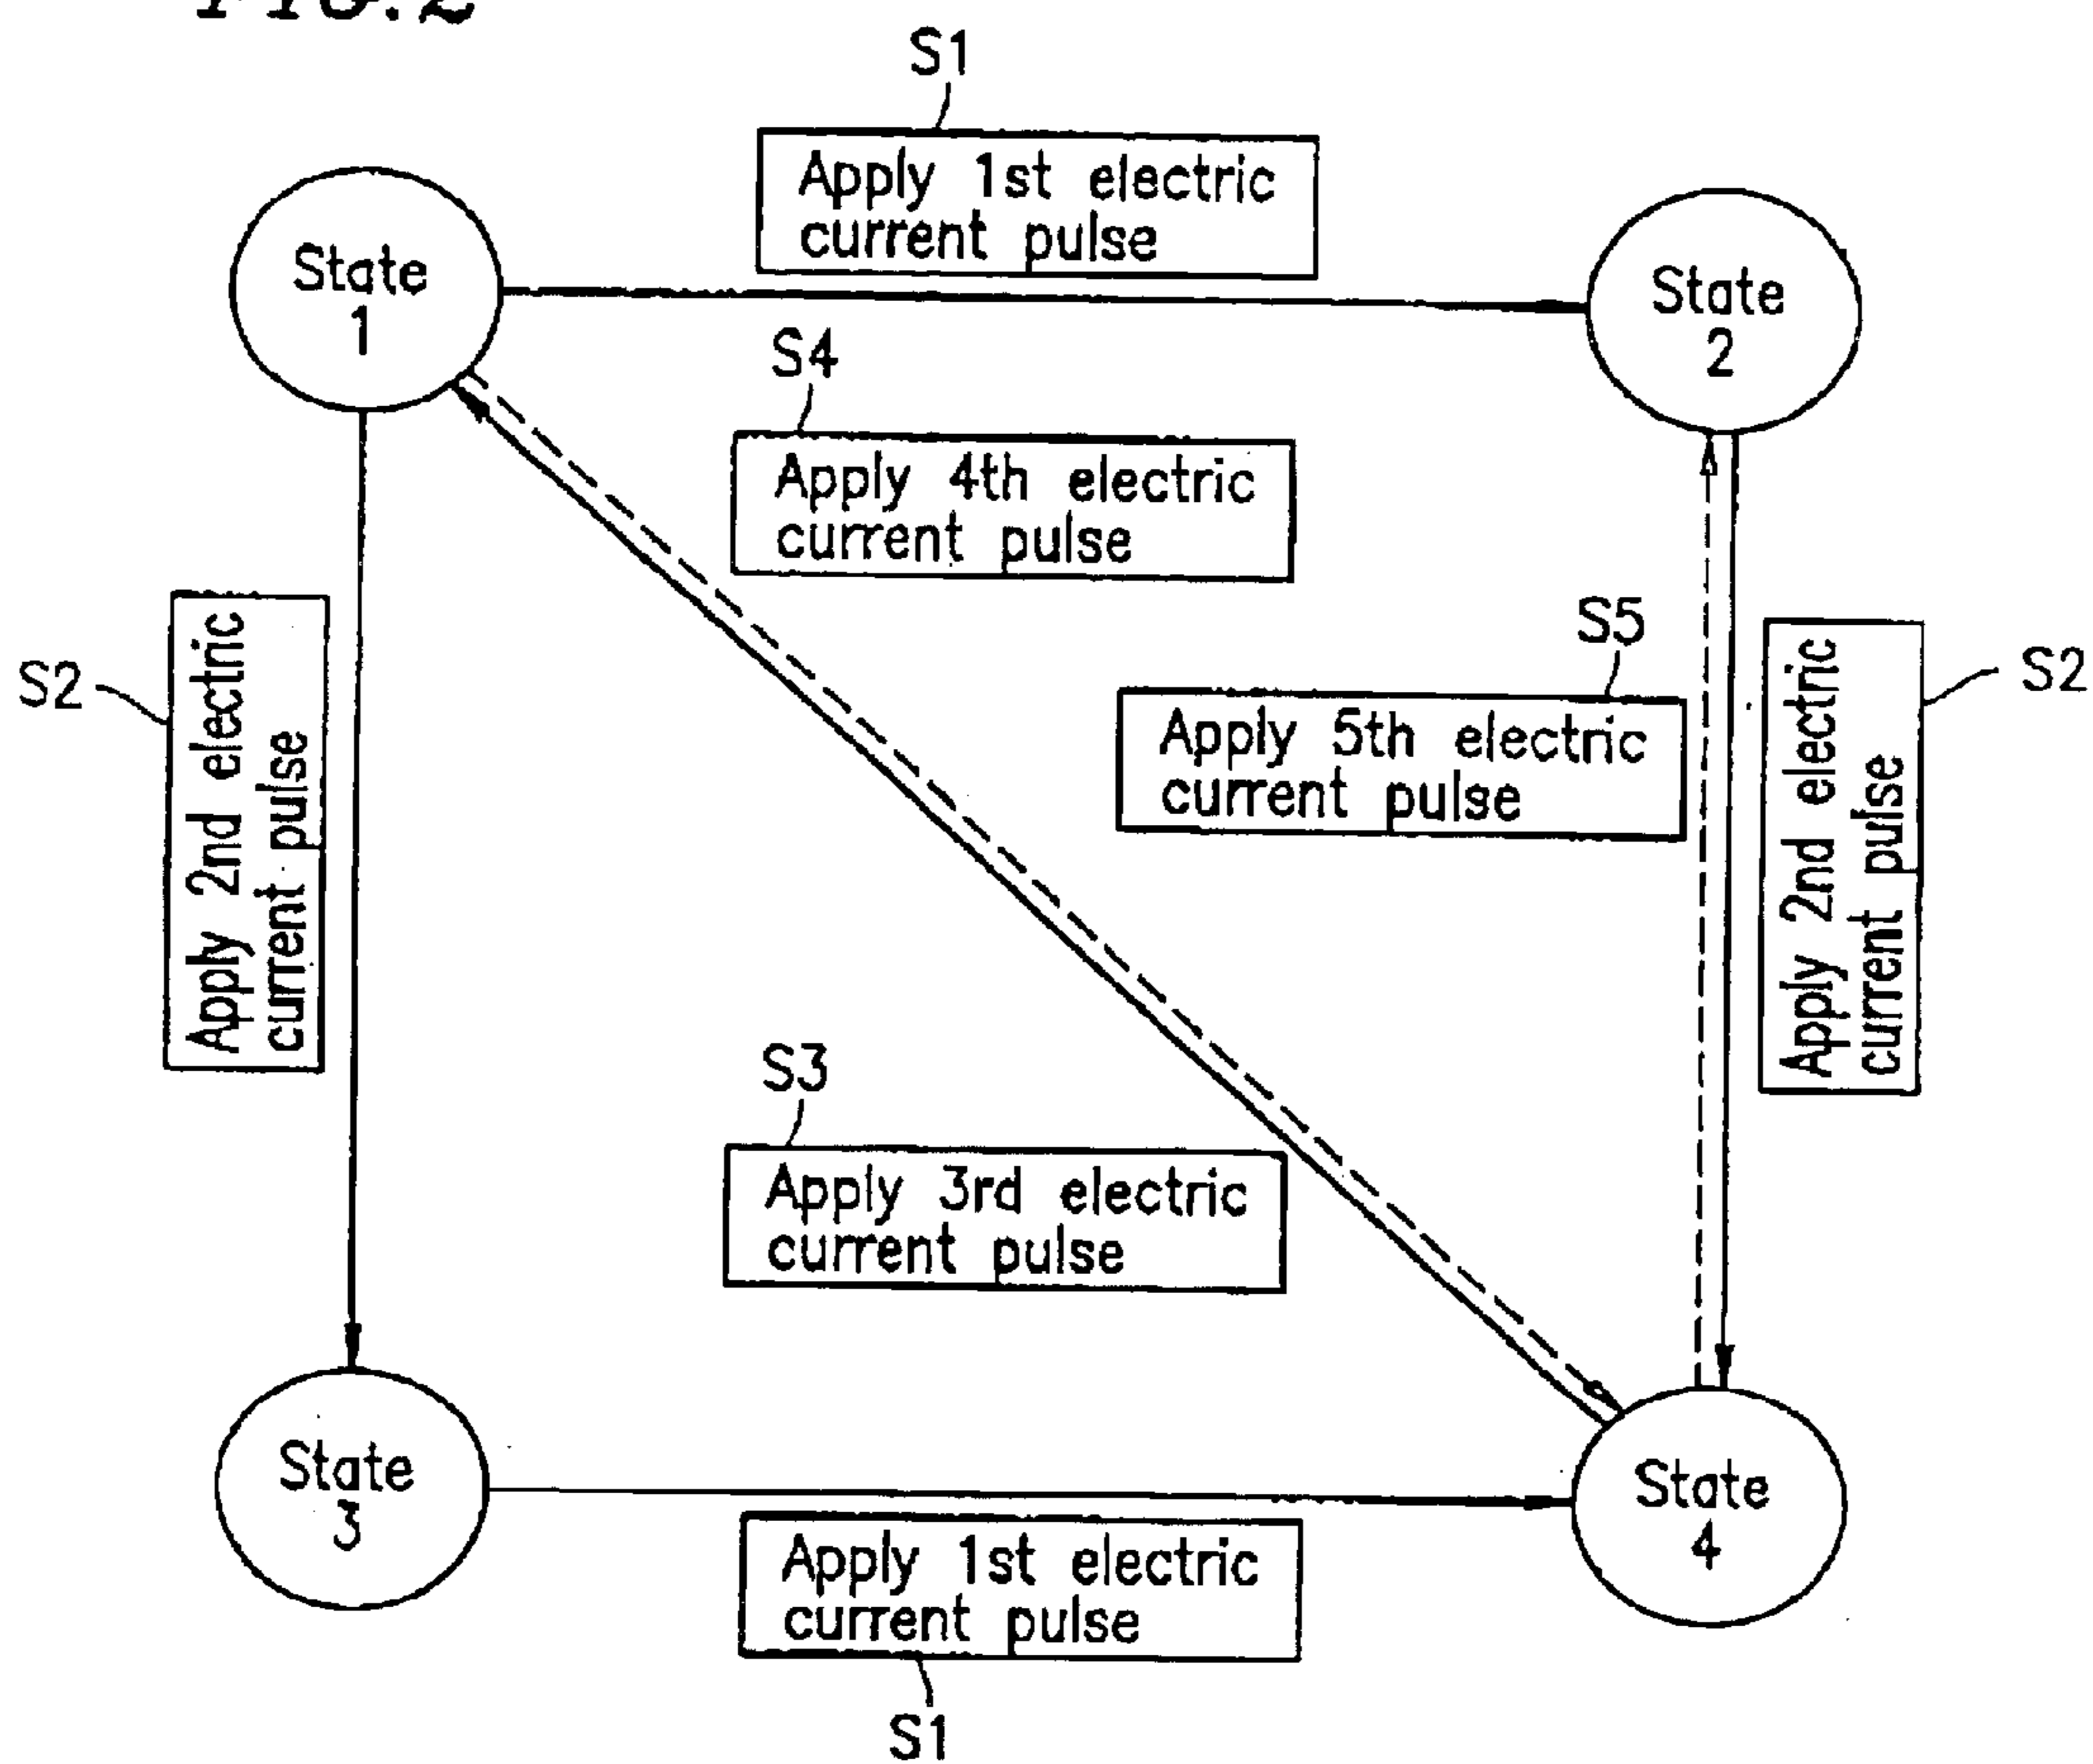 FIG.2
S1
Apply 1st electric
current pulse
State
1
State
2
S4
Apply 4th electric
current pulse
S5
Apply 5th electric
current pulse
S2
Apply 2nd electric
current pulse
Apply 2nd electric
current pulse
S2
S3
Apply 3rd electric
current pulse
State
3
State
4
Apply 1st electric
current pulse
S1